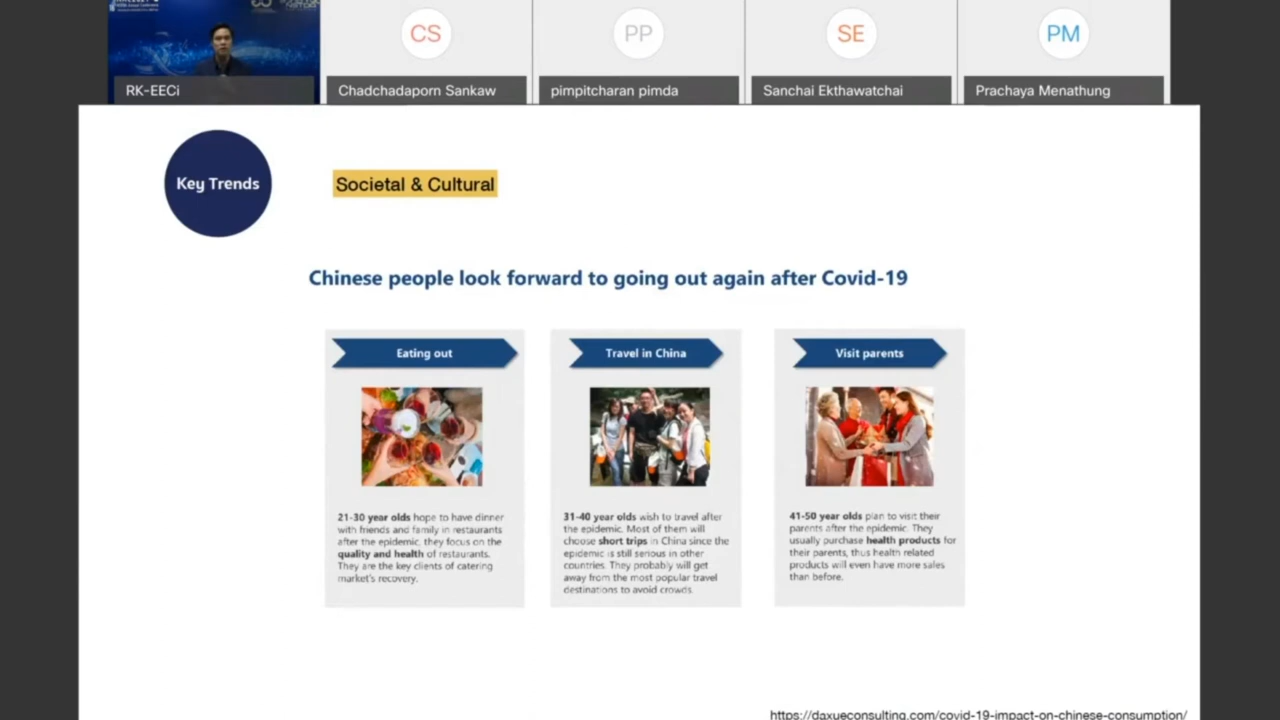 CS
PP
SE
PM
RK-EECi
Chadchadaporn Sankaw
pimpitcharan pimda
Sanchai Ekthawatchai
Prachaya Menathung
Key Trends
Societal & Cultural
Chinese people look forward to going out again after Covid-19
Eating out
21-30 year olds hope to have dinner
with friends and family in restaurants
after the epidemic, they focus on the
quality and health of restaurants.
They are the key clients of catering
market's recovery.
Travel in China
31-40 year olds wish to travel after
the epidemic. Most of them will
choose short trips in China since the
epidemic is still serious in other
countries. They probably will get
away from the most popular travel
destinations to avoid crowds.
Visit parents
41-50 year olds plan to visit their
parents after the epidemic. They
usually purchase health products for
their parents, thus health related
products will even have more sales
than before.
https://daxueconsulting.com/covid-19-impact-on-chinese-consumption/